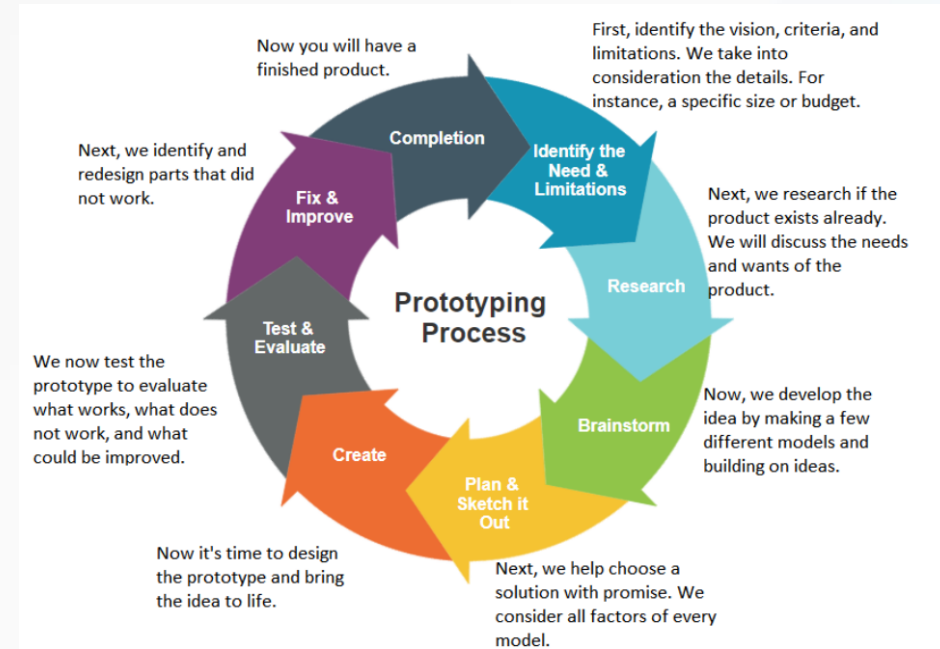 Prototyping
Process
Identify the
Need &
Limitations
First, identify the vision, criteria, and
limitations. We take into
consideration the details. For
instance, a specific size or budget.
Research
Next, we research if the
product exists already.
We will discuss the needs
and wants of the
product.
Brainstorm
Now, we develop the
idea by making a few
different models and
building on ideas.
Plan &
Sketch it
Out
Next, we help choose a
solution with promise. We
consider all factors of every
model.
Create
Now it's time to design
the prototype and bring
the idea to life.
Test &
Evaluate
We now test the
prototype to evaluate
what works, what does
not work, and what
could be improved.
Fix &
Improve
Next, we identify and
redesign parts that did
not work.
Completion
Now you will have a
finished product.